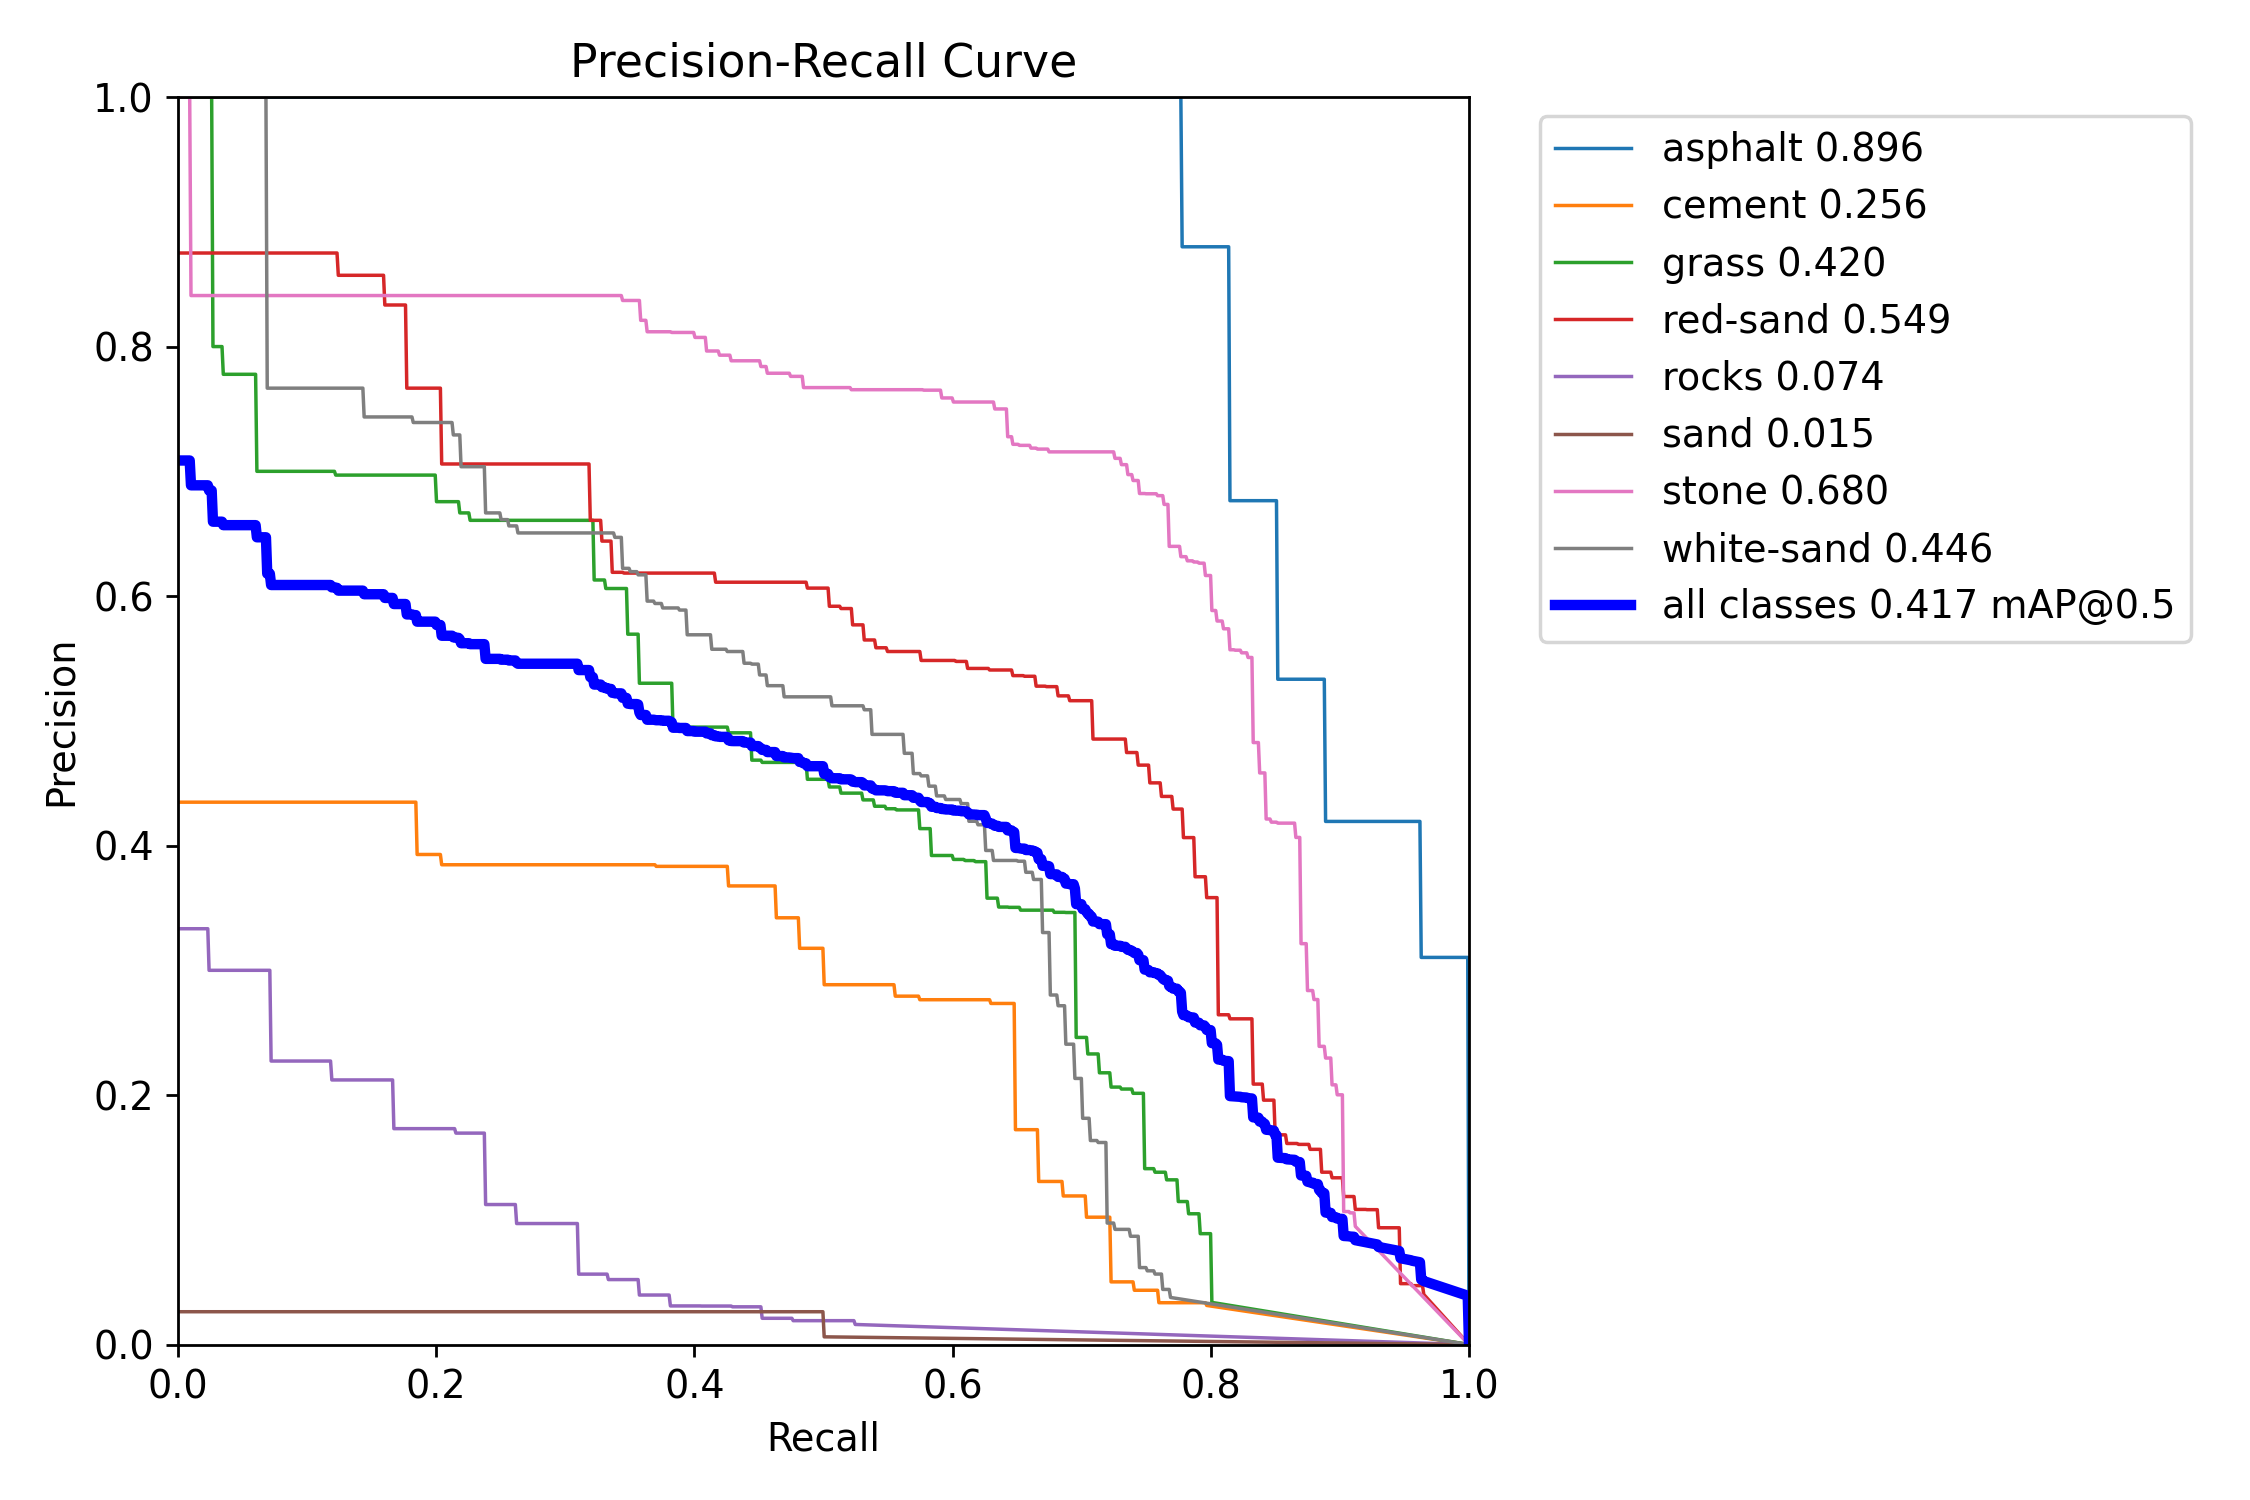 Precision-Recall Curve
1.0
0.8
0.6
0.4
0.2
0.0
Precision
0.0 0.2 0.4 0.6 0.8 1.0
Recall
asphalt 0.896
cement 0.256
grass 0.420
red-sand 0.549
rocks 0.074
sand 0.015
stone 0.680
white-sand 0.446
all classes 0.417 mAP@0.5